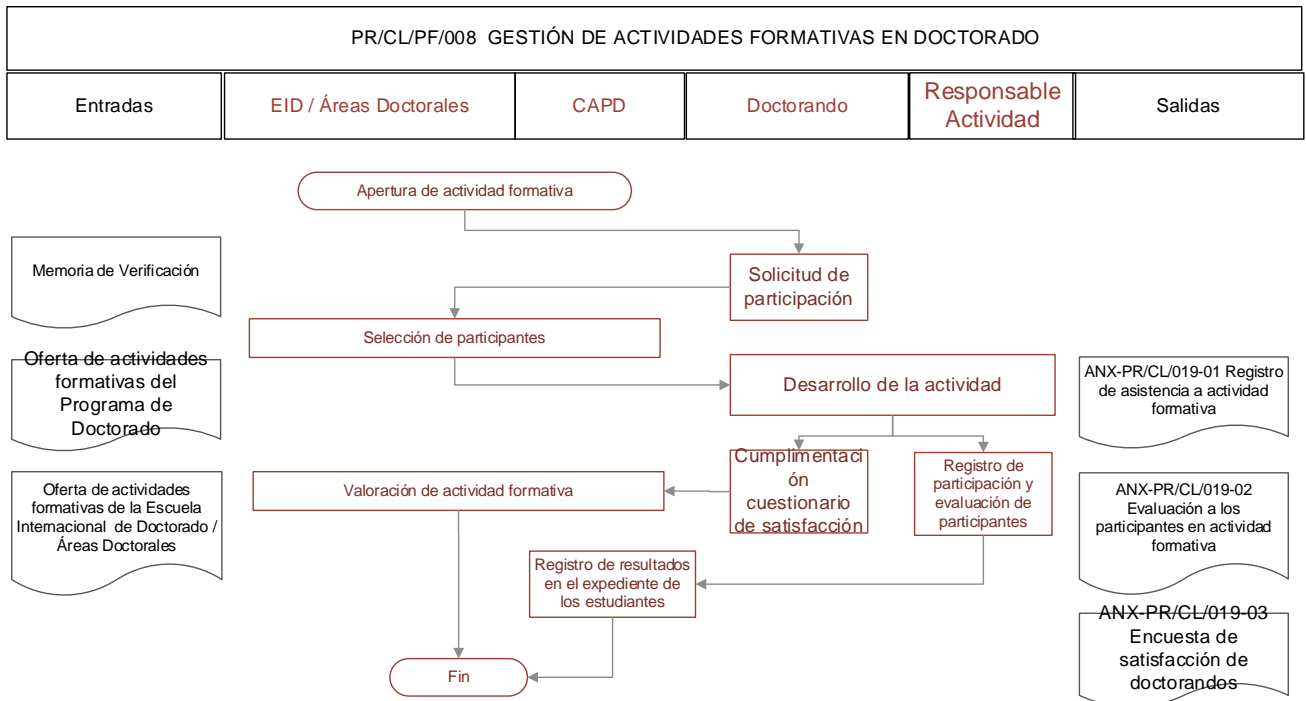 PR/CL/PF/008 GESTIÓN DE ACTIVIDADES FORMATIVAS EN DOCTORADO
Entradas
EID / Áreas Doctorales
CAPD
Doctorando
Responsable
Actividad
Salidas
Apertura de actividad formativa
Memoria de Verificación
Solicitud de
participación
Selección de participantes
Oferta de actividades
formativas del
Programa de
Doctorado
Desarrollo de la actividad
ANX-PR/CL/019-01 Registro
de asistencia a actividad
formativa
Oferta de actividades
formativas de la Escuela
Internacional de Doctorado /
Áreas Doctorales
Valoración de actividad formativa
Cumplimentaci
ón
cuestionario
de satisfacción
Registro de
participación y
evaluación de
participantes
ANX-PR/CL/019-02
Evaluación a los
participantes en actividad
formativa
Registro de resultados
en el expediente de
los estudiantes
ANX-PR/CL/019-03
Encuesta de
satisfacción de
doctorandos
Fin